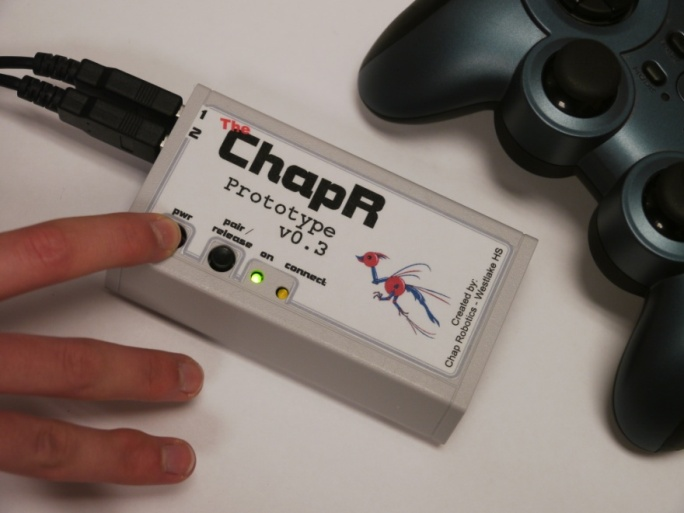 1
2
The
ChapR
Prototype
v0.3
pwr
pair/
release
on
connect
Created by:
Chap Robotics - Westlake HS